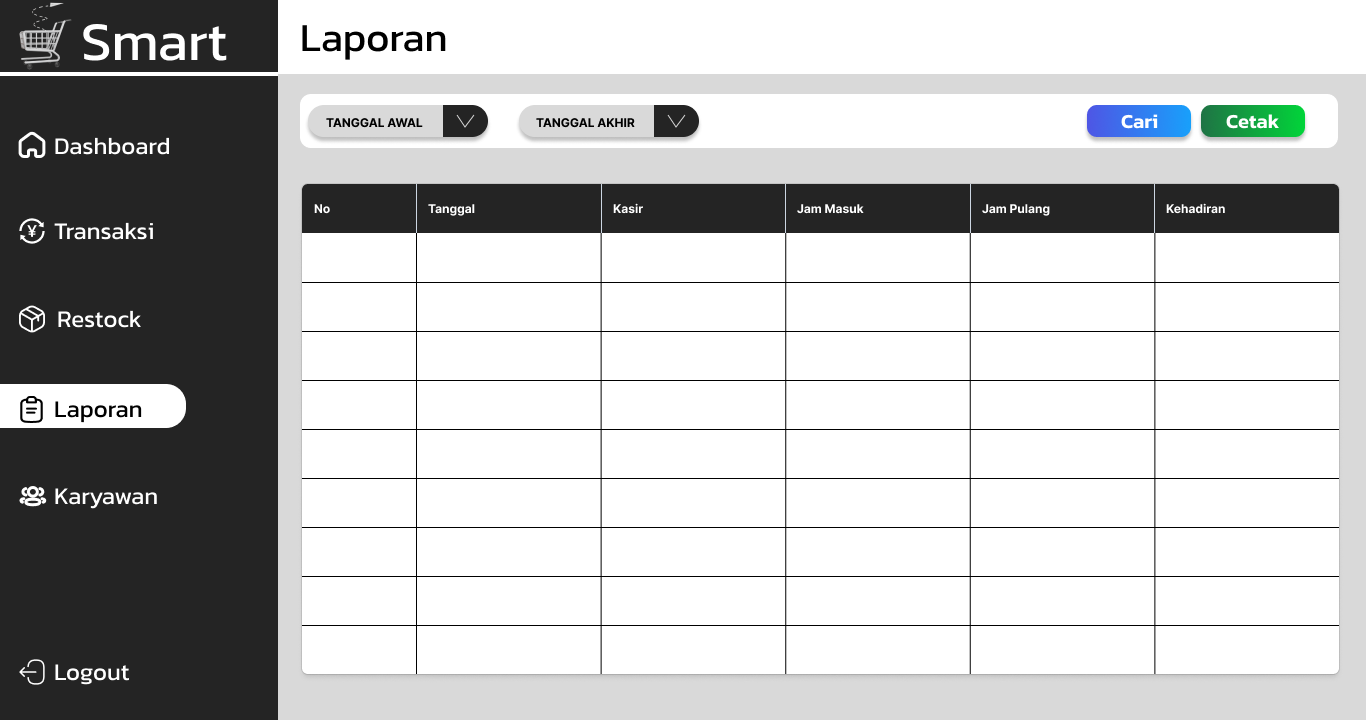 Smart
Laporan
TANGGAL AWAL
TANGGAL AKHIR
Cari
Cetak
Dashboard
Transaksi
Restock
Laporan
Karyawan
Logout
No Tanggal Kasir Jam Masuk Jam Pulang Kehadiran